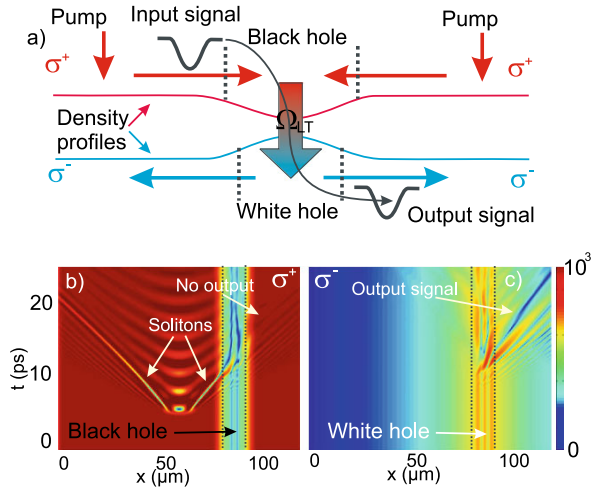 Input signal
Pump
Black hole
Pump
a)
σ+
σ+
Density
profiles
ΩLT
σ-
σ-
White hole
Output signal
b)
No output
σ+
σ-
c)
10³
Output signal
Solitons
20
10
0
t (ps)
Black hole
White hole
0
0
50
100
0
50
100
x (μm)
x (μm)